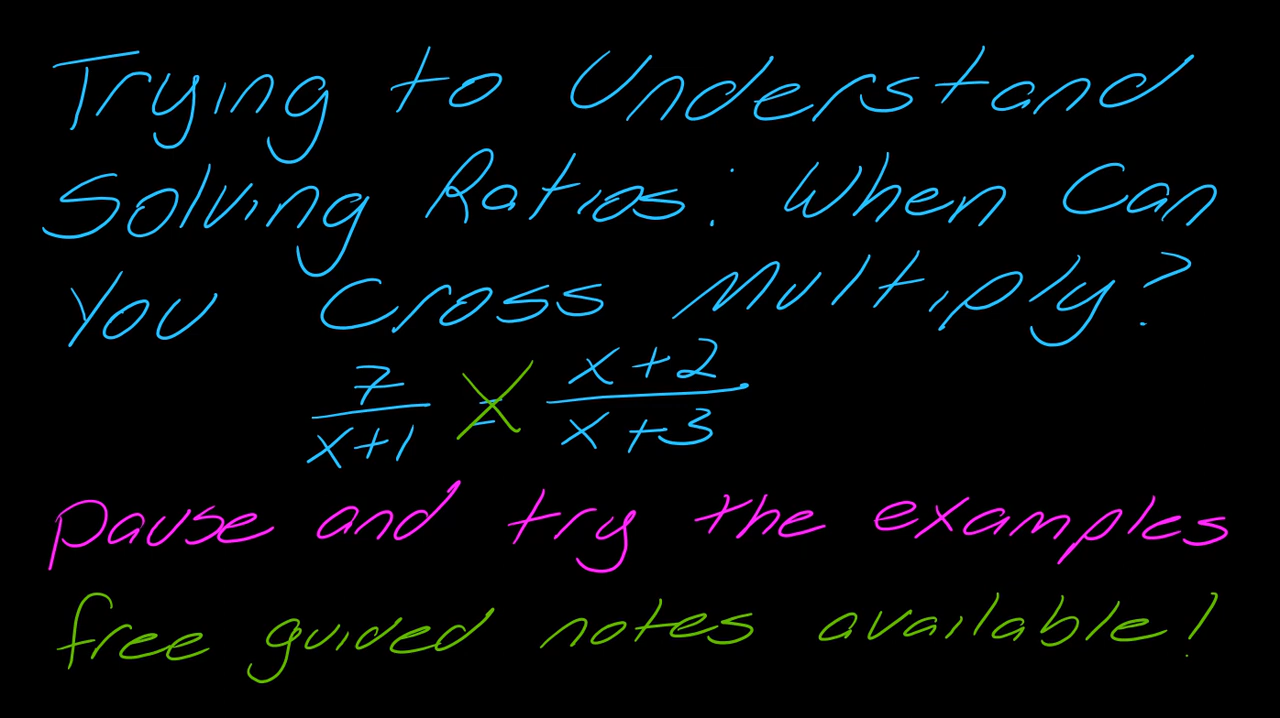 Trying to Understand
Solving Ratios: When Can
You Cross Multiply?
7/(x+1) = (x+2)/(x+3)
pause and try the examples
free guided notes available!